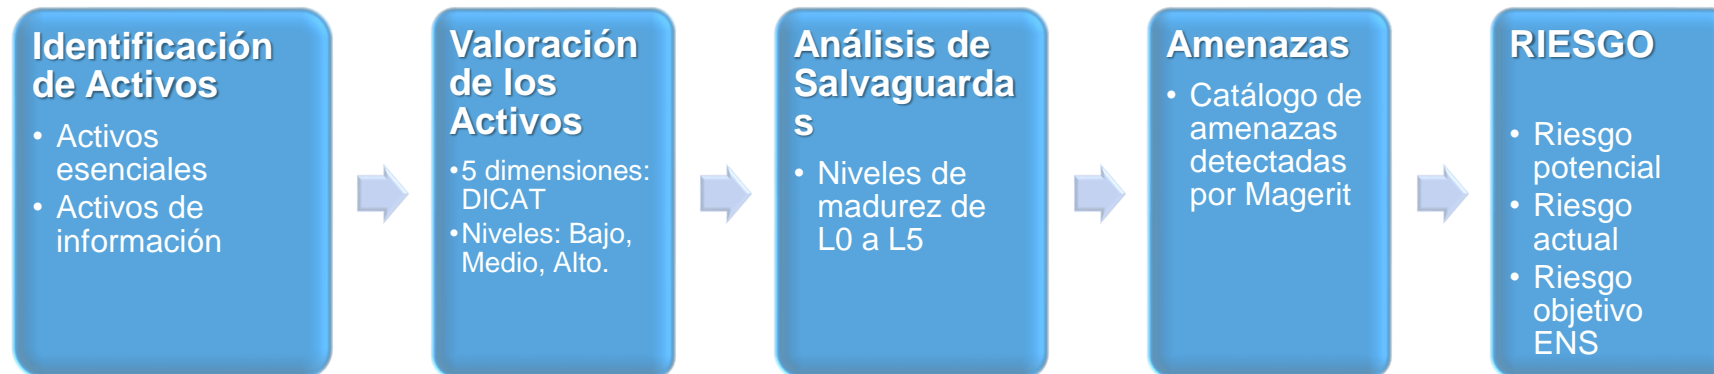 Identificación
de Activos
• Activos
esenciales
• Activos de
información
Valoración
de los
Activos
•5 dimensiones:
DICAT
•Niveles: Bajo,
Medio, Alto.
Análisis de
Salvaguarda
s
• Niveles de
madurez de
L0 a L5
Amenazas
• Catálogo de
amenazas
detectadas
por Magerit
RIESGO
• Riesgo
potencial
• Riesgo
actual
• Riesgo
objetivo
ENS